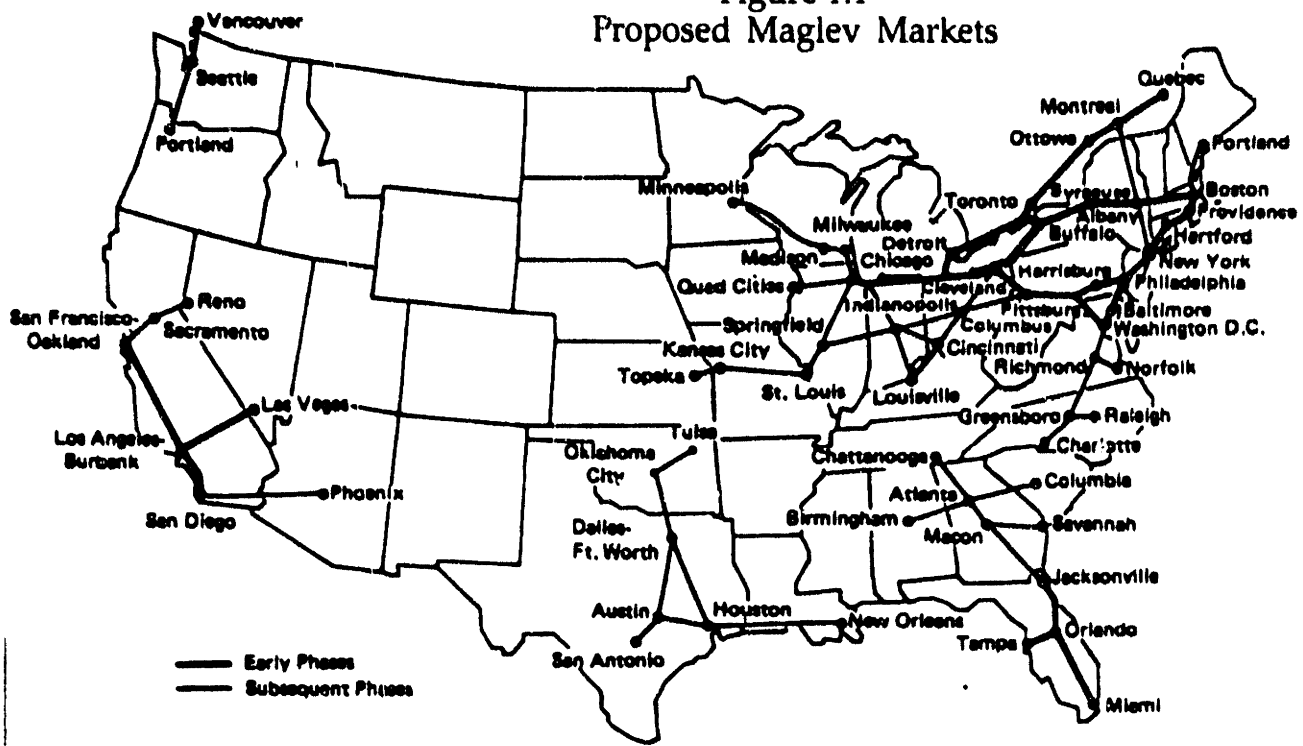 Proposed Maglev Markets
Vancouver
Seattle
Portland
Quebec
Montreal
Ottowa
Portland
Minneapolis
Toronto
Syracuse
Boston
Albany
Providence
Milwaukee
Detroit
Buffalo
Hartford
Madison
Chicago
New York
Harrisburg
Quad Cities
Cleveland
Philadelphia
Reno
Indianapolis
Pittsburg
Baltimore
San Francisco-
Oakland
Sacramento
Springfield
Columbus
Washington D.C.
Kansas City
Cincinnati
Topeka
Richmond
Norfolk
St. Louis
Louisville
Las Vegas
Greensboro
Raleigh
Los Angeles-
Burbank
Tulsa
Charlotte
Oklahoma
City
Chattanooga
Columbia
Phoenix
Atlanta
San Diego
Birmingham
Savannah
Dallas-
Ft. Worth
Macon
Jacksonville
Austin
Houston
New Orleans
Orlando
Tampa
San Antonio
Early Phases
Subsequent Phases
Miami